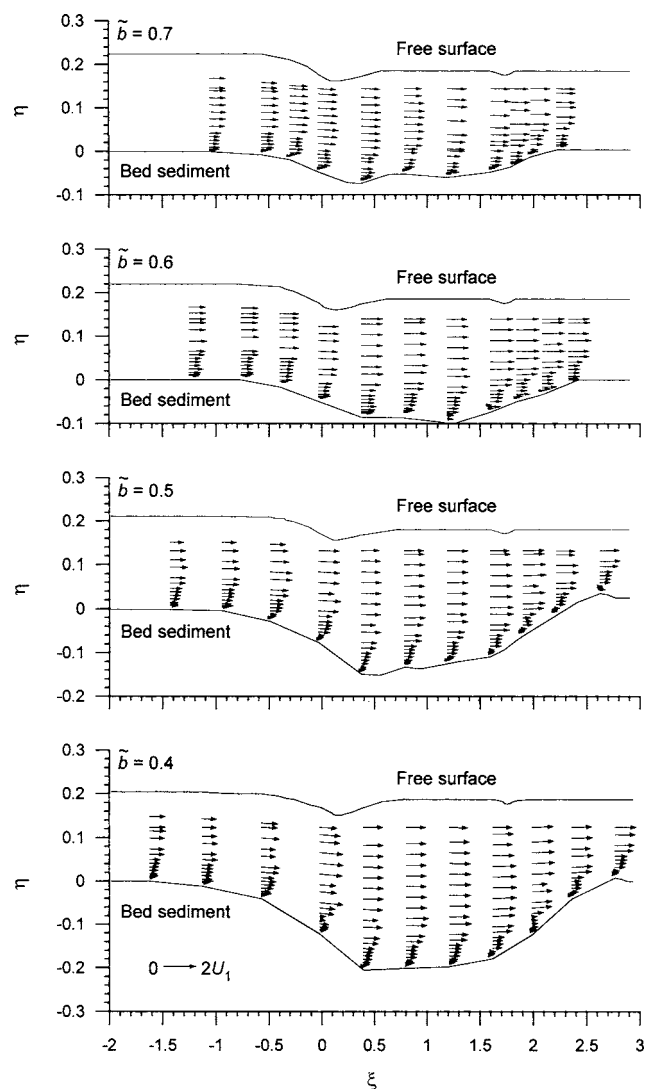 0.3
b̃ = 0.7
Free surface
0.2
0.1
η
0
Bed sediment
-0.1
0.3
b̃ = 0.6
Free surface
0.2
0.1
η
0
Bed sediment
-0.1
0.3
b̃ = 0.5
Free surface
0.2
0.1
η
0
Bed sediment
-0.1
-0.2
0.3
b̃ = 0.4
Free surface
0.2
0.1
η
0
Bed sediment
-0.1
0 2U₁
-0.2
-0.3
-2 -1.5 -1 -0.5 0 0.5 1 1.5 2 2.5 3
ξ